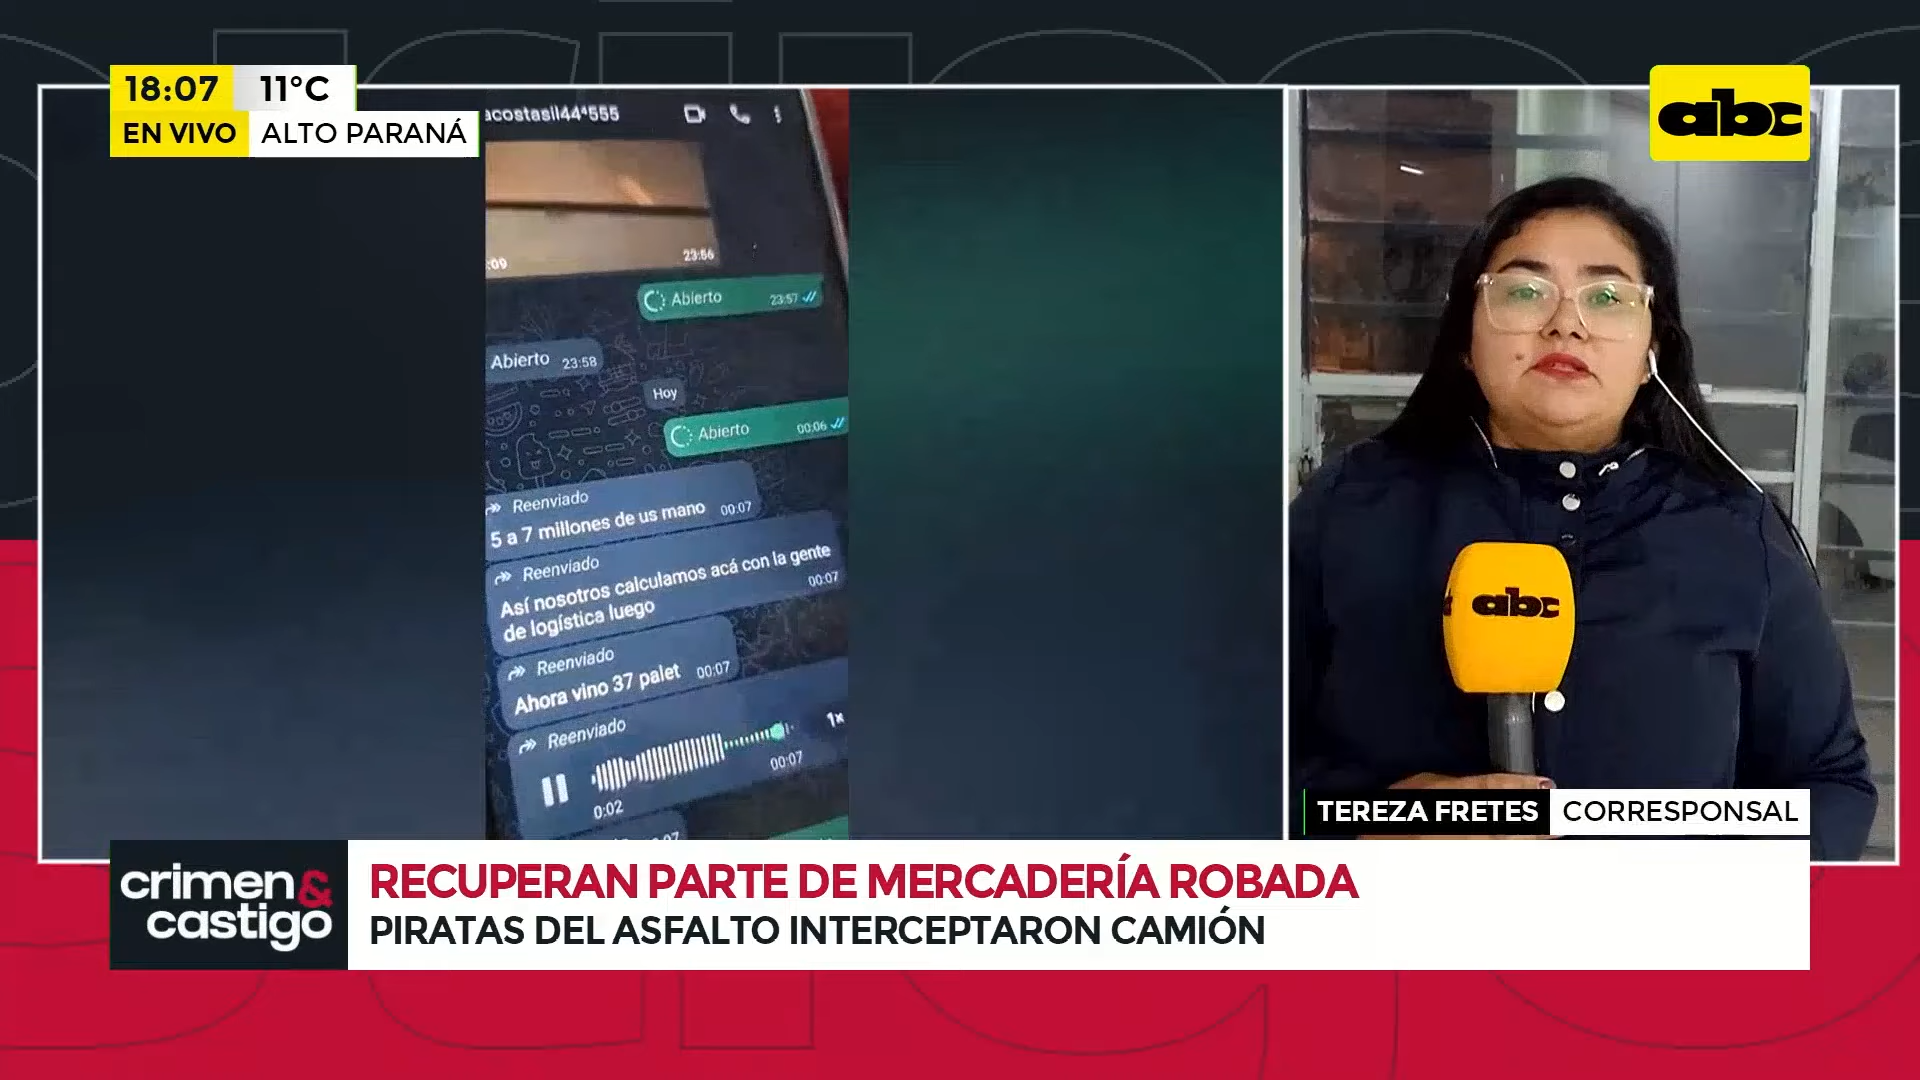 18:07 11°C
EN VIVO ALTO PARANÁ
abc
acostasil44*555
:09
23:56
Abierto 23:57
Abierto 23:58
Hoy
Abierto 00:06
Reenviado
5 a 7 millones de us mano 00:07
Reenviado
Así nosotros calculamos acá con la gente
de logística luego 00:07
Reenviado
Ahora vino 37 palet 00:07
Reenviado
1×
0:02 00:07
abc
TEREZA FRETES CORRESPONSAL
crimen&
castigo
RECUPERAN PARTE DE MERCADERÍA ROBADA
PIRATAS DEL ASFALTO INTERCEPTARON CAMIÓN